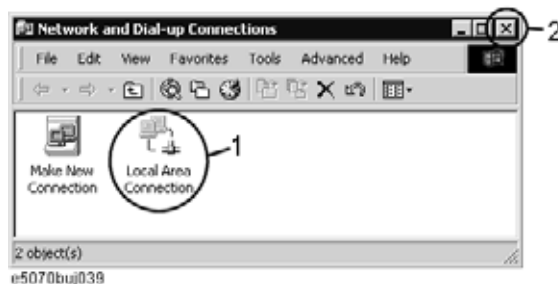 Network and Dial-up Connections
2
File Edit View Favorites Tools Advanced Help
1
Make New Connection
Local Area Connection
2 object(s)
e5070buj039